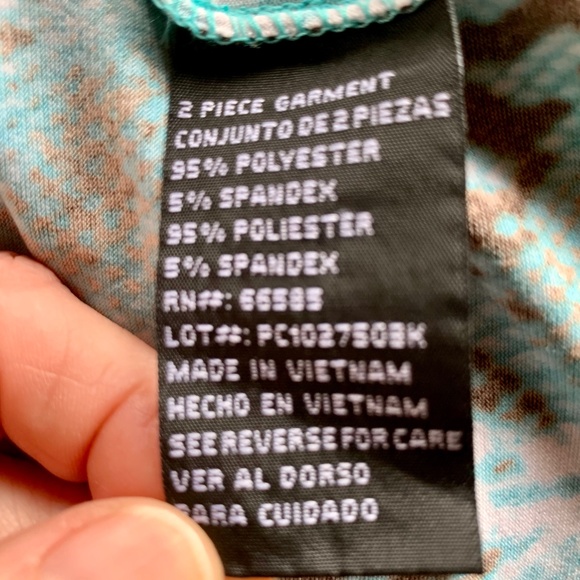 2 PIECE GARMENT
CONJUNTO DE 2 PIEZAS
95% POLYESTER
5% SPANDEX
95% POLIESTER
5% SPANDEX
RN##: 66585
LOT##: PC1027508K
MADE IN VIETNAM
HECHO EN VIETNAM
SEE REVERSE FOR CARE
VER AL DORSO
PARA CUIDADO